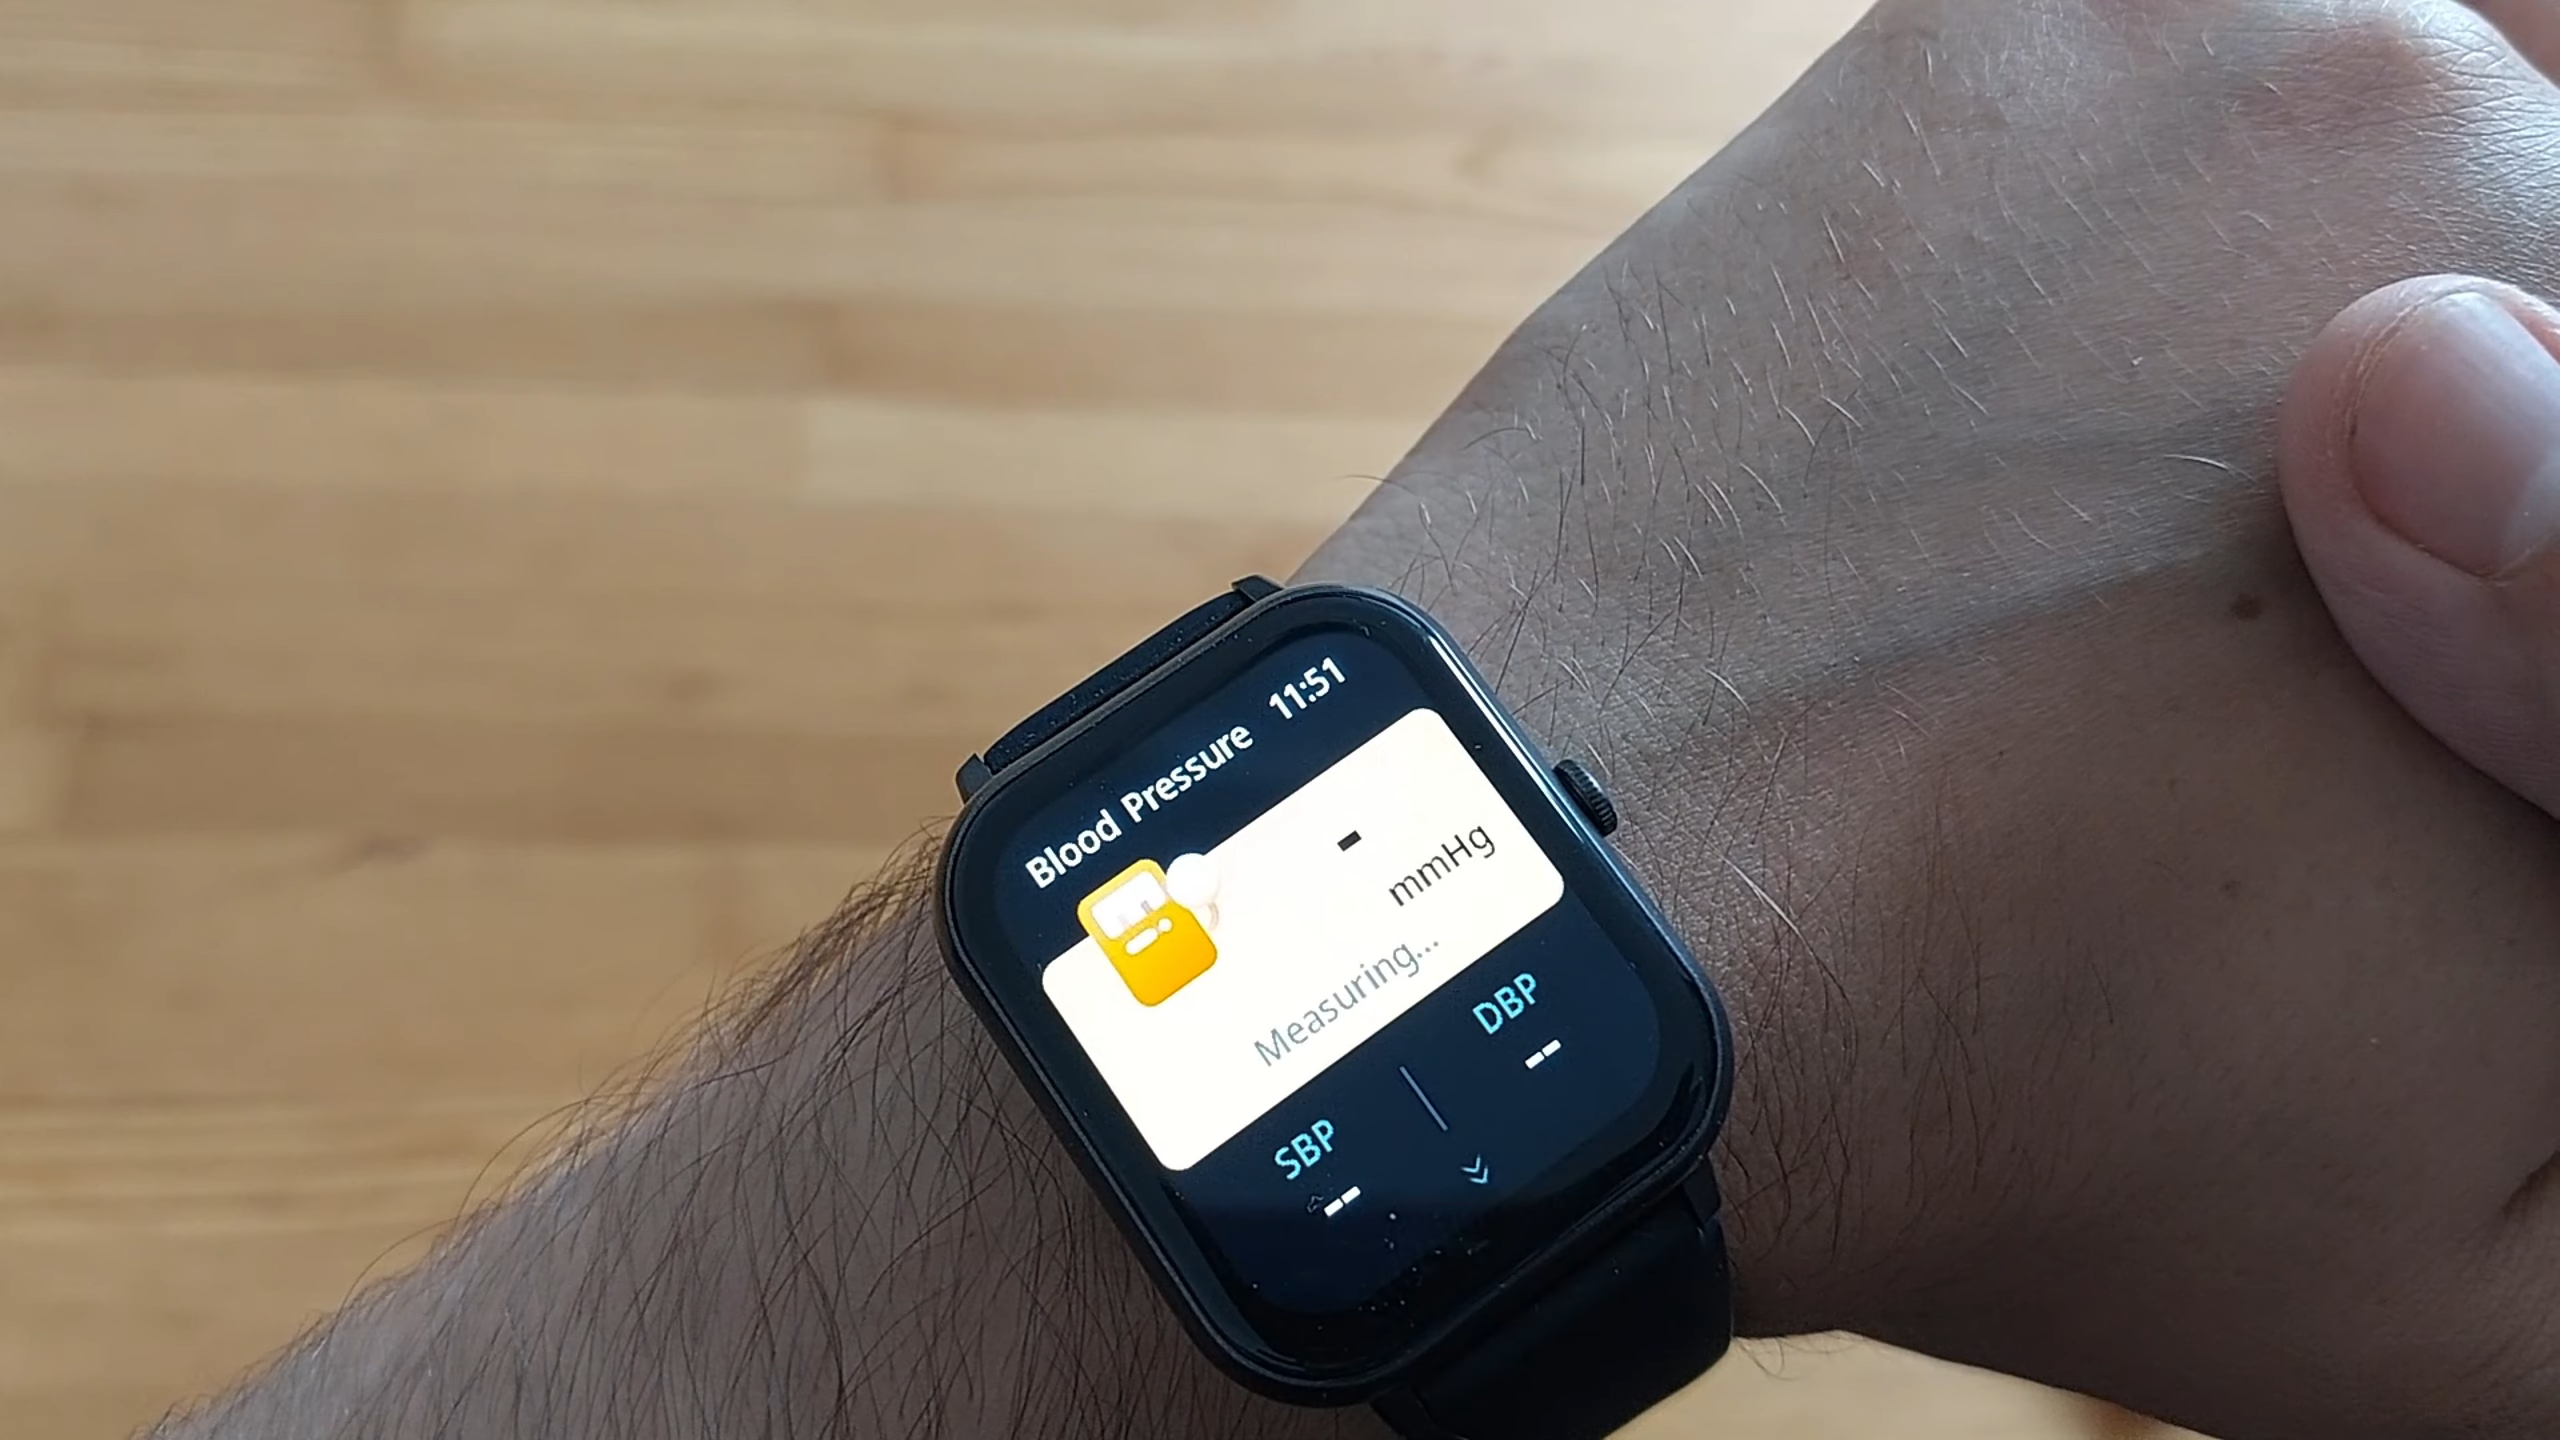 Blood Pressure 11:51
-
mmHg
Measuring...
SBP DBP
-- --